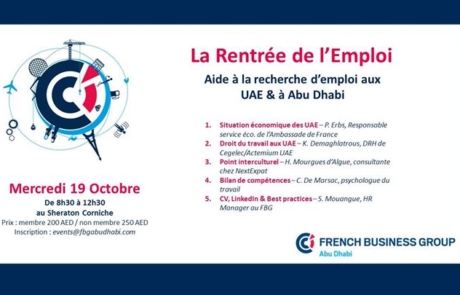 La Rentrée de l'Emploi
Aide à la recherche d'emploi aux
UAE & à Abu Dhabi
1. Situation économique des UAE – P. Erbs, Responsable
service éco. de l'Ambassade de France
2. Droit du travail aux UAE – K. Demaghlatrous, DRH de
Cegelec/Actemium UAE
3. Point interculturel – H. Mourgues d'Algue, consultante
chez NextExpat
4. Bilan de compétences – C. De Marsac, psychologue du
travail
5. CV, LinkedIn & Best practices – S. Mouangue, HR
Manager au FBG
Mercredi 19 Octobre
De 8h30 à 12h30
au Sheraton Corniche
Prix : membre 200 AED / non membre 250 AED
Inscription : events@fbgabudhabi.com
FRENCH BUSINESS GROUP
Abu Dhabi